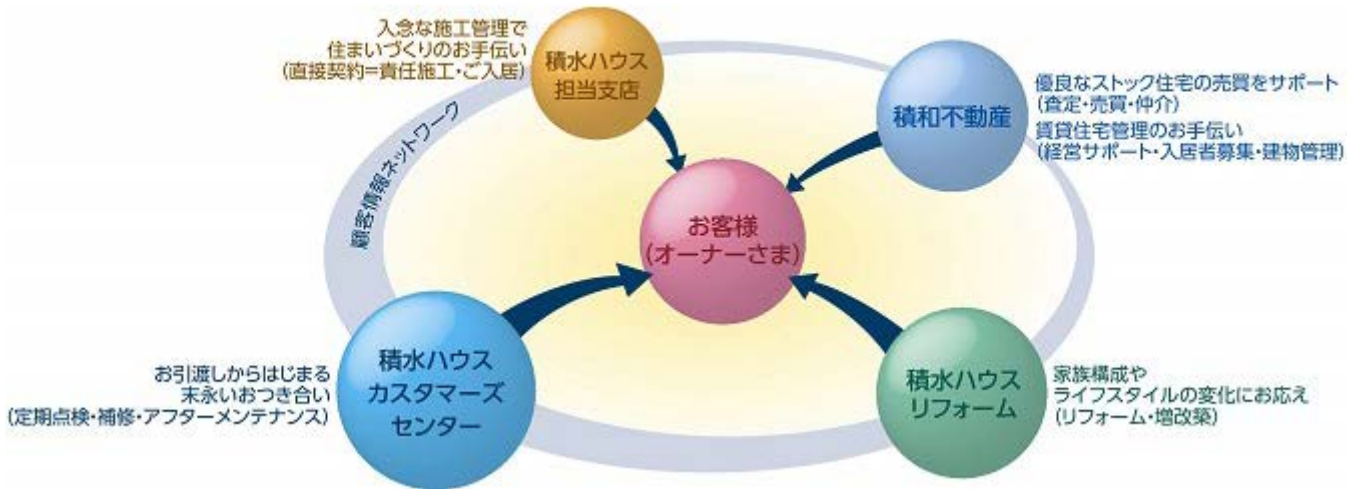 入念な施工管理で
住まいづくりのお手伝い
(直接契約=責任施工・ご入居)
積水ハウス
担当支店
積和不動産
優良なストック住宅の売買をサポート
(査定・売買・仲介)
賃貸住宅管理のお手伝い
(経営サポート・入居者募集・建物管理)
顧客情報ネットワーク
お客様
(オーナーさま)
お引渡しからはじまる
末永いおつき合い
(定期点検・補修・アフターメンテナンス)
積水ハウス
カスタマーズ
センター
積水ハウス
リフォーム
家族構成や
ライフスタイルの変化にお応え
(リフォーム・増改築)